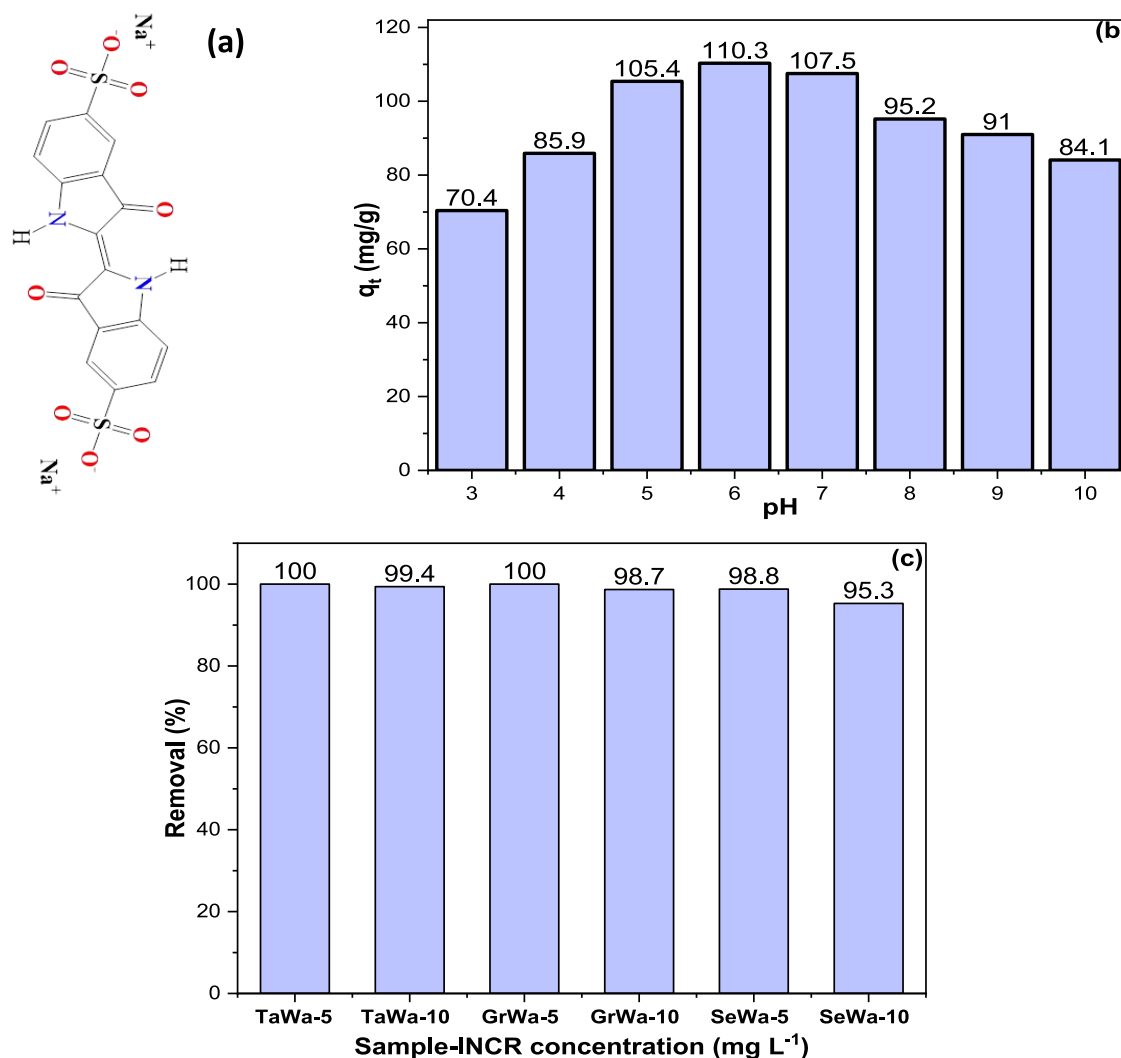 (a)
Na+
O-
O
S
O
O
N
H
H
N
O
O
S
O
O-
Na+
(b
120
100
80
60
40
20
0
qt (mg/g)
70.4
85.9
105.4
110.3
107.5
95.2
91
84.1
3 4 5 6 7 8 9 10
pH
(c)
100
80
60
40
20
0
Removal (%)
100
99.4
100
98.7
98.8
95.3
TaWa-5 TaWa-10 GrWa-5 GrWa-10 SeWa-5 SeWa-10
Sample-INCR concentration (mg L-1)